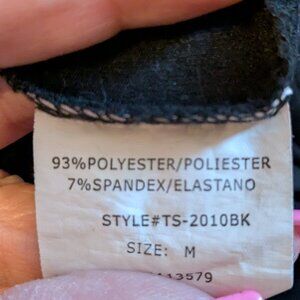 93%POLYESTER/POLIESTER
7%SPANDEX/ELASTANO
STYLE#TS-2010BK
SIZE: M